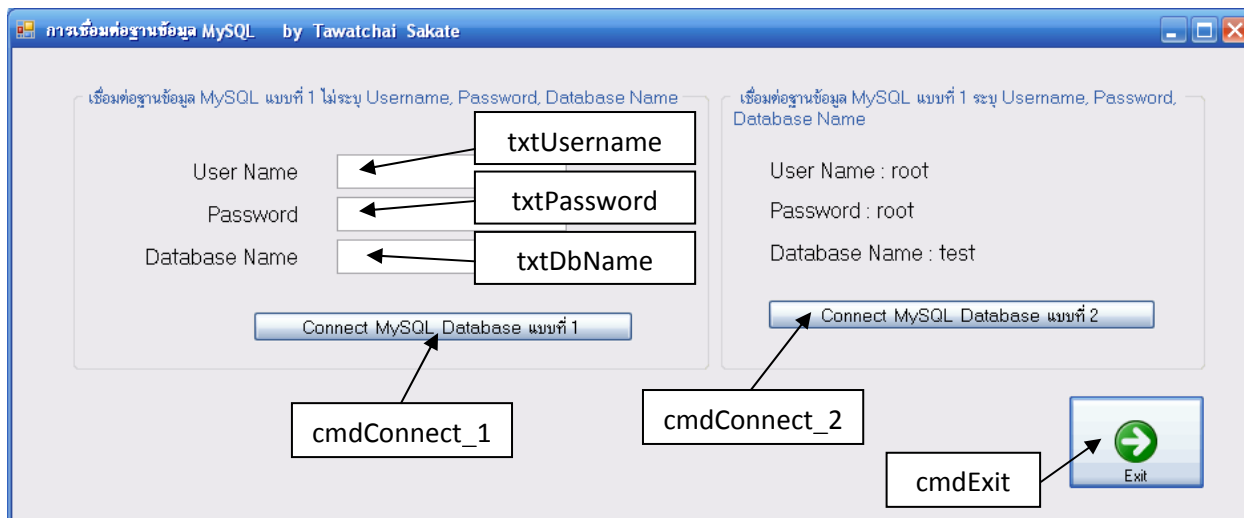 การเชื่อมต่อฐานข้อมูล MySQL by Tawatchai Sakate
เชื่อมต่อฐานข้อมูล MySQL แบบที่ 1 ไม่ระบุ Username, Password, Database Name
User Name
txtUsername
Password
txtPassword
Database Name
txtDbName
Connect MySQL Database แบบที่ 1
cmdConnect_1
เชื่อมต่อฐานข้อมูล MySQL แบบที่ 1 ระบุ Username, Password,
Database Name
User Name : root
Password : root
Database Name : test
Connect MySQL Database แบบที่ 2
cmdConnect_2
cmdExit
Exit